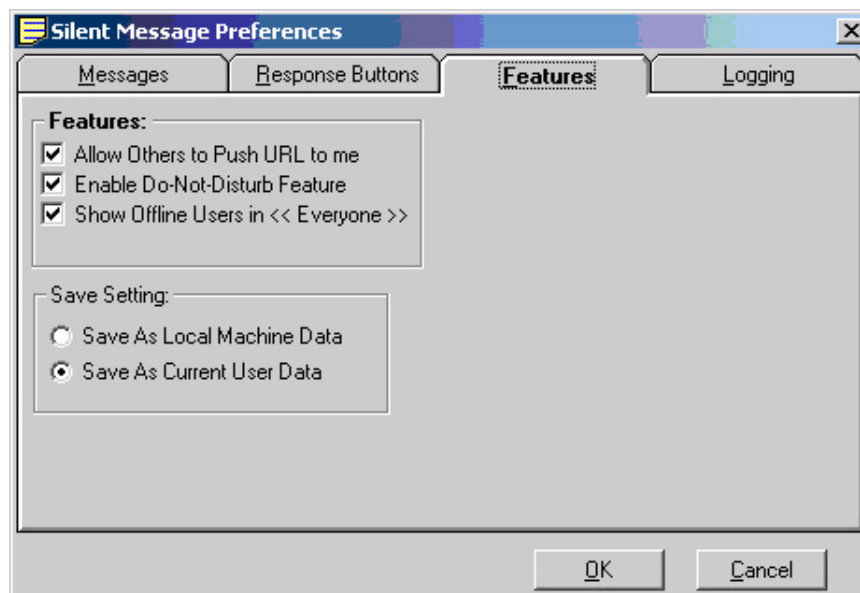 Silent Message Preferences
Messages Response Buttons Features Logging
Features:
Allow Others to Push URL to me
Enable Do-Not-Disturb Feature
Show Offline Users in << Everyone >>
Save Setting:
Save As Local Machine Data
Save As Current User Data
OK Cancel